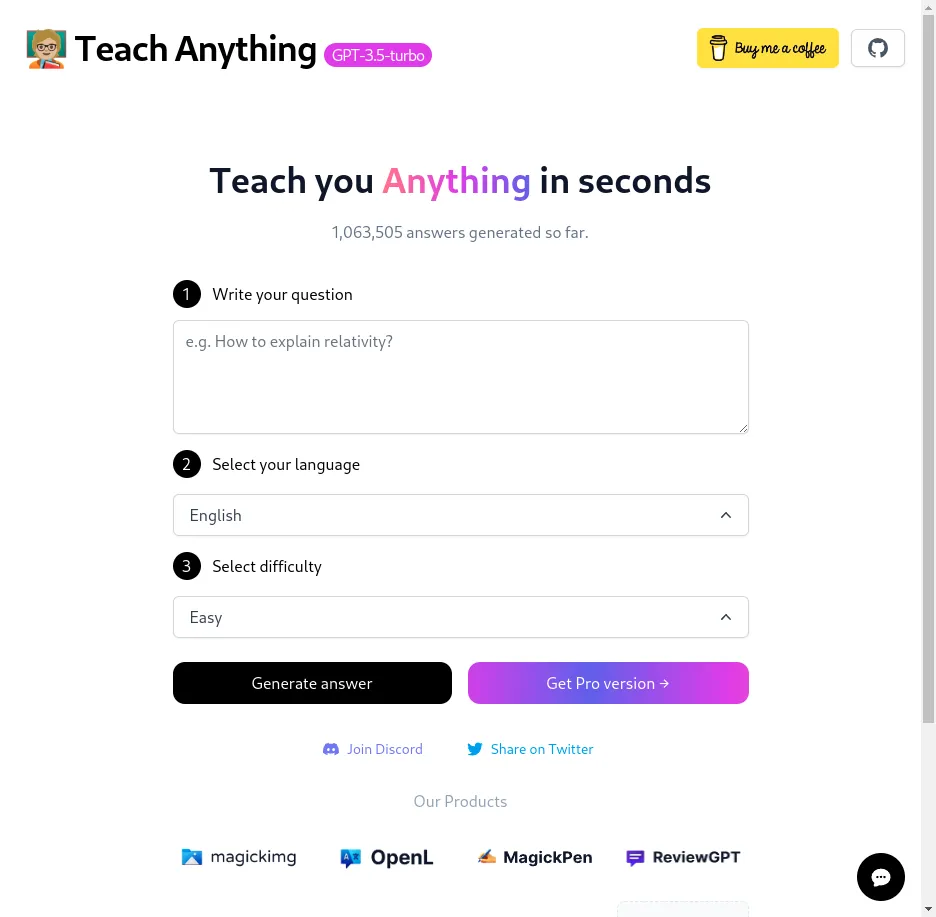 Teach Anything GPT-3.5-turbo
Buy me a coffee
Teach you Anything in seconds
1,063,505 answers generated so far.
1 Write your question
e.g. How to explain relativity?
2 Select your language
English
3 Select difficulty
Easy
Generate answer
Get Pro version →
Join Discord
Share on Twitter
Our Products
magickimg
OpenL
MagickPen
ReviewGPT